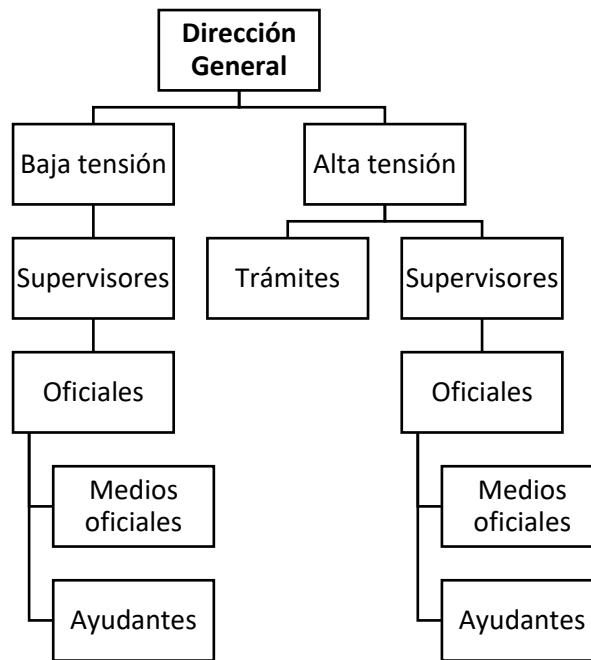 Dirección
General
Baja tensión
Alta tensión
Supervisores
Trámites
Supervisores
Oficiales
Oficiales
Medios
oficiales
Medios
oficiales
Ayudantes
Ayudantes